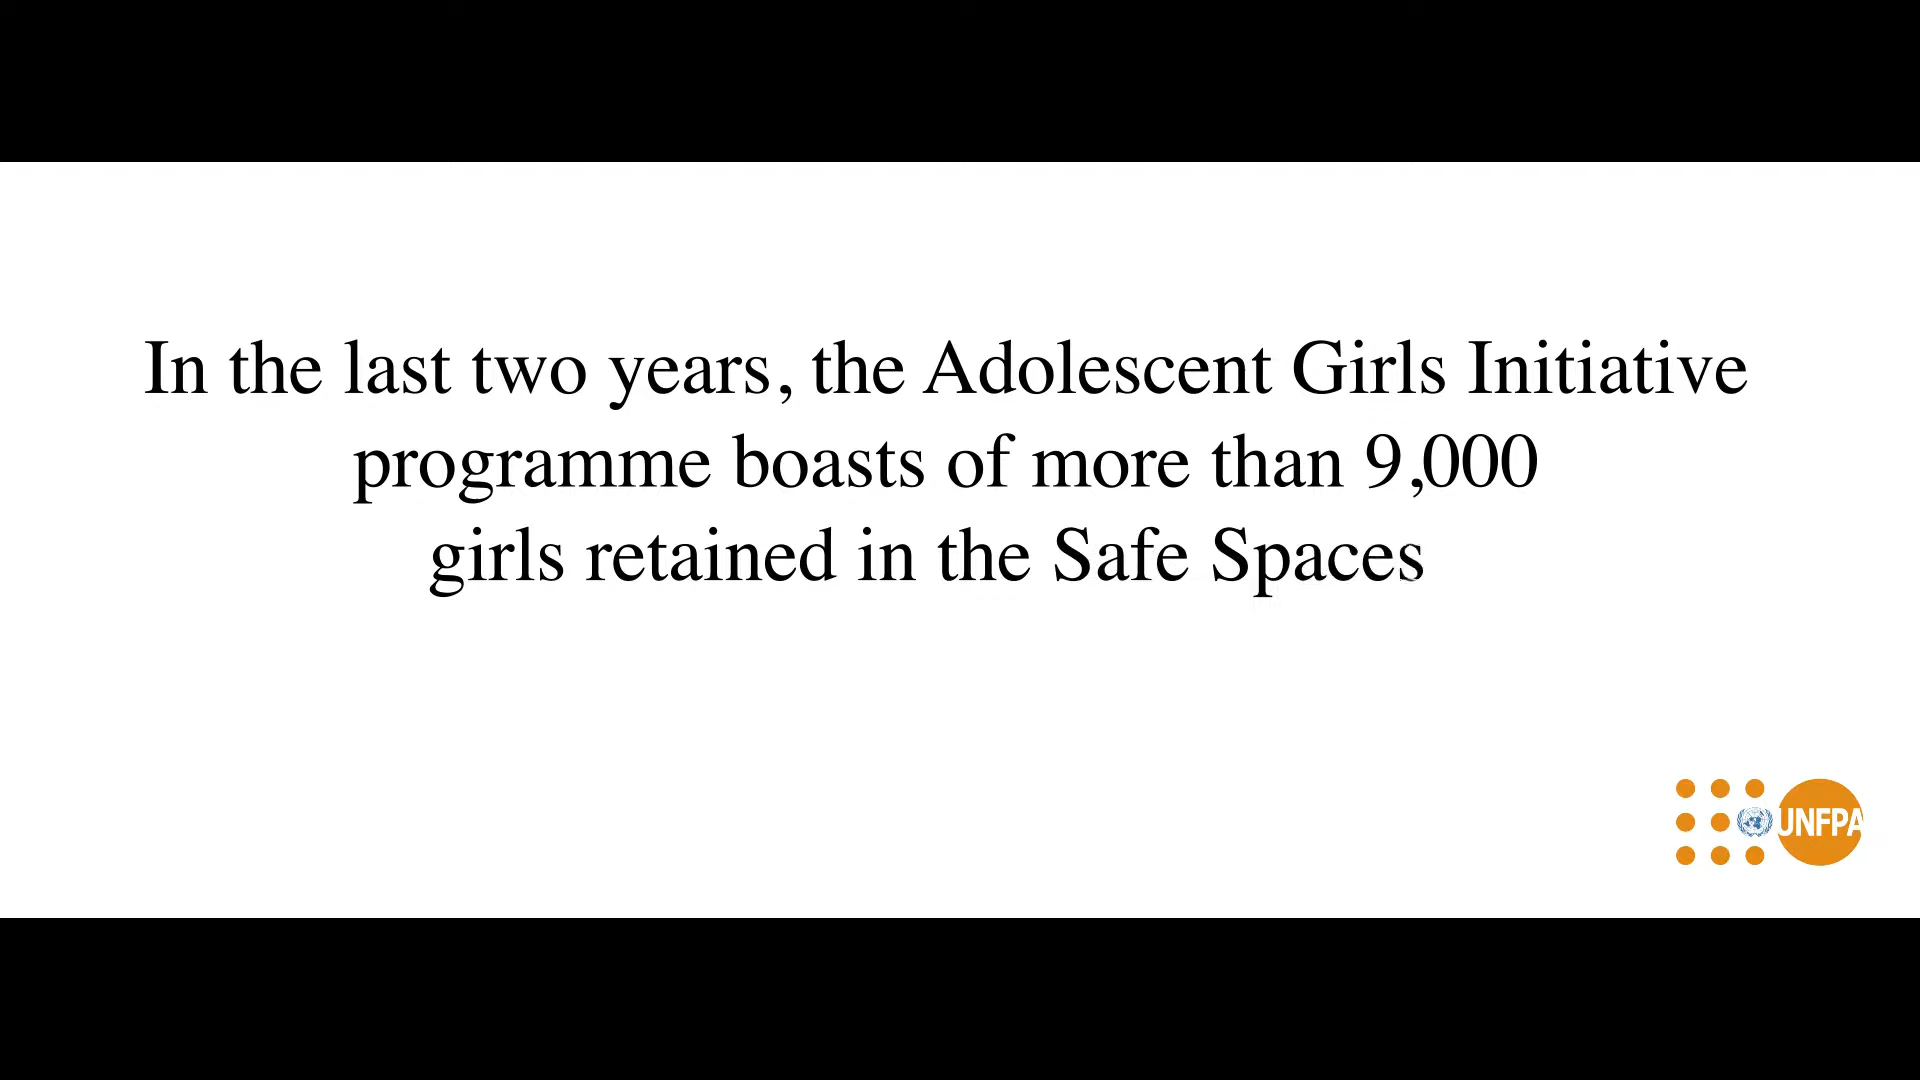 In the last two years, the Adolescent Girls Initiative
programme boasts of more than 9,000
girls retained in the Safe Spaces
UNFPA